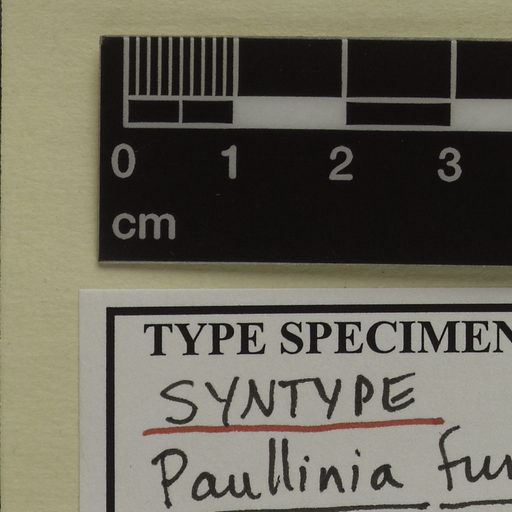 0 1 2 3
cm
TYPE SPECIMEN
SYNTYPE
Paullinia